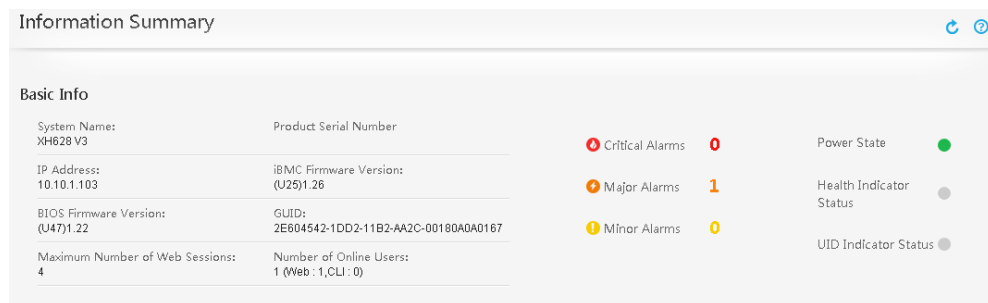 Information Summary
Basic Info
System Name:
XH628 V3
Product Serial Number
IP Address:
10.10.1.103
iBMC Firmware Version:
(U25)1.26
BIOS Firmware Version:
(U47)1.22
GUID:
2E604542-1DD2-11B2-AA2C-00180A0A0167
Maximum Number of Web Sessions:
4
Number of Online Users:
1 (Web : 1,CLI : 0)
Critical Alarms 0
Major Alarms 1
Minor Alarms 0
Power State
Health Indicator
Status
UID Indicator Status